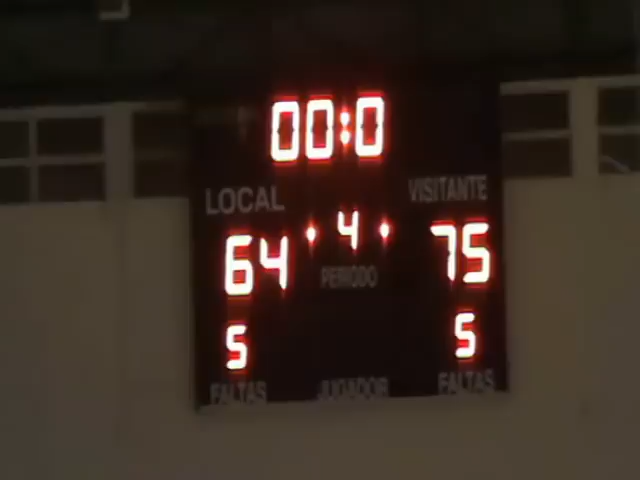 00:0
LOCAL VISITANTE
64 4 75
PERIODO
5 5
FALTAS JUGADOR FALTAS